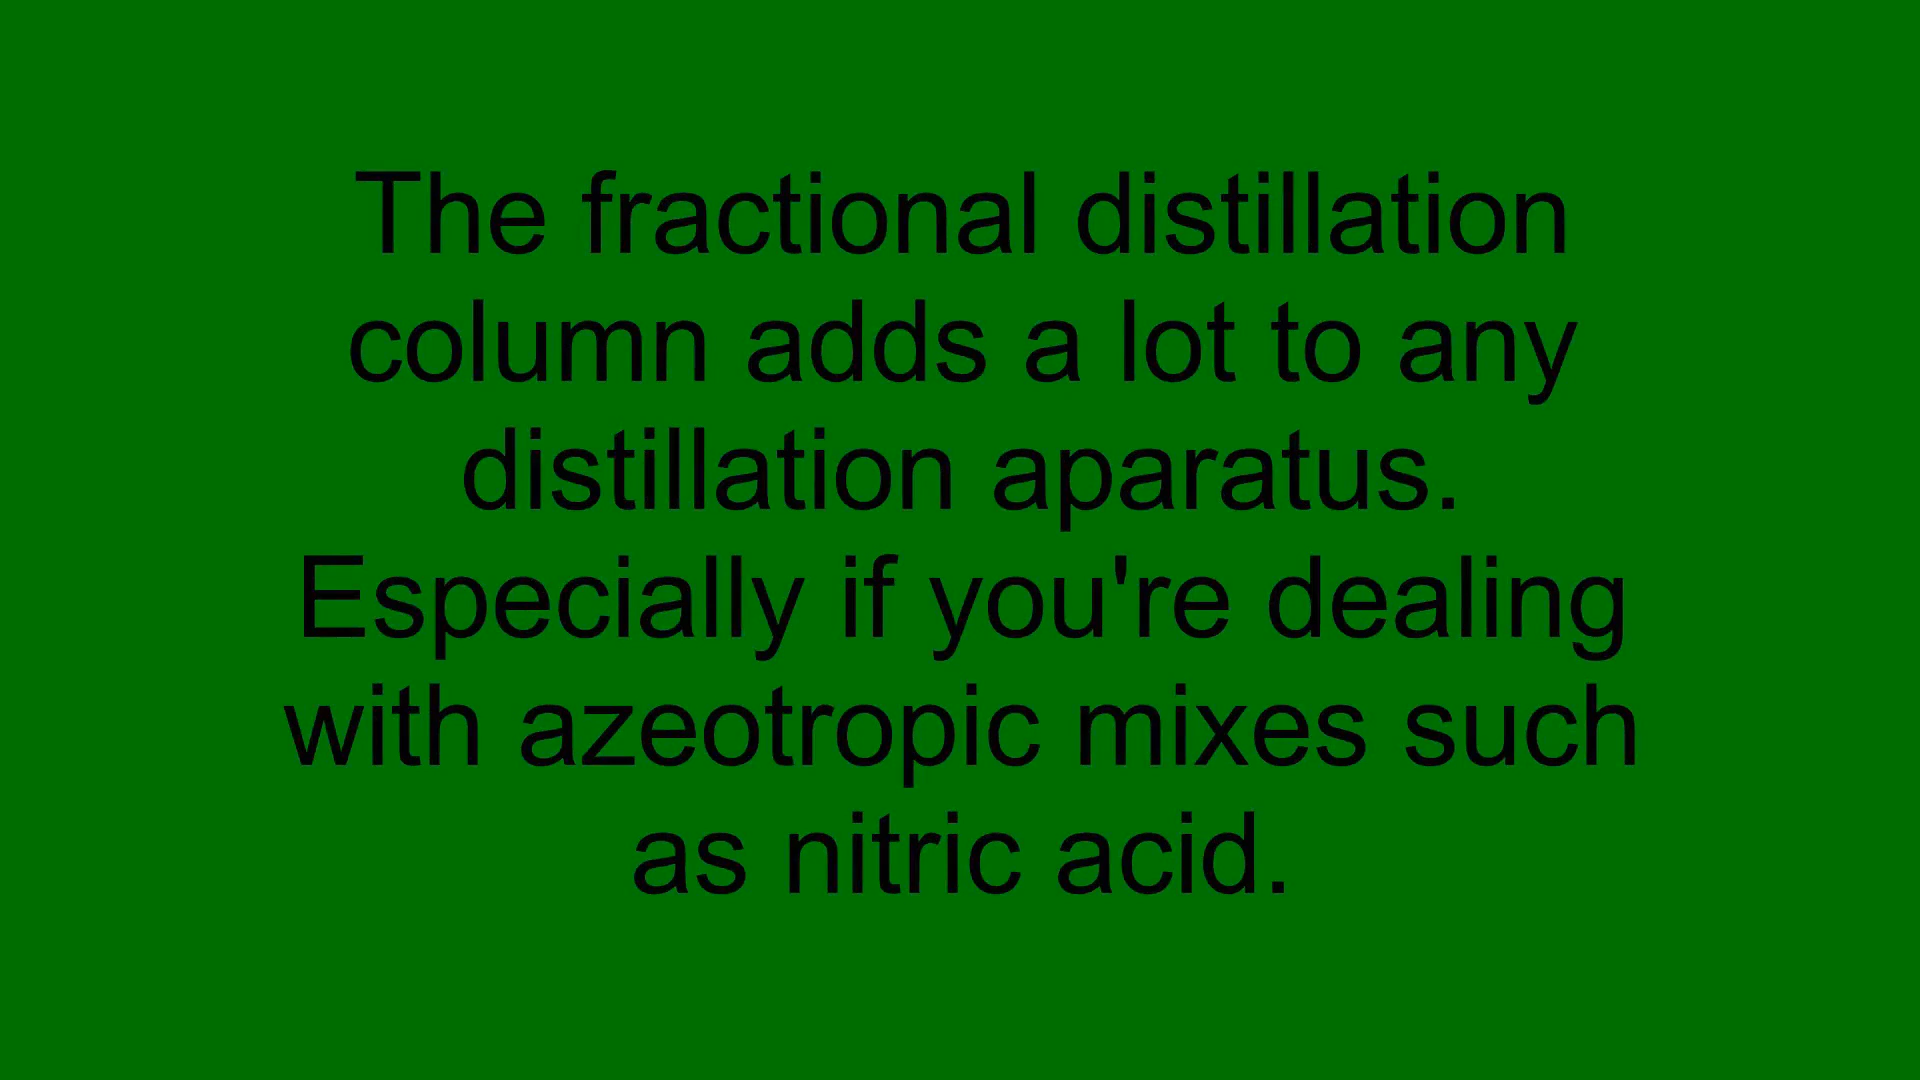 The fractional distillation
column adds a lot to any
distillation aparatus.
Especially if you're dealing
with azeotropic mixes such
as nitric acid.